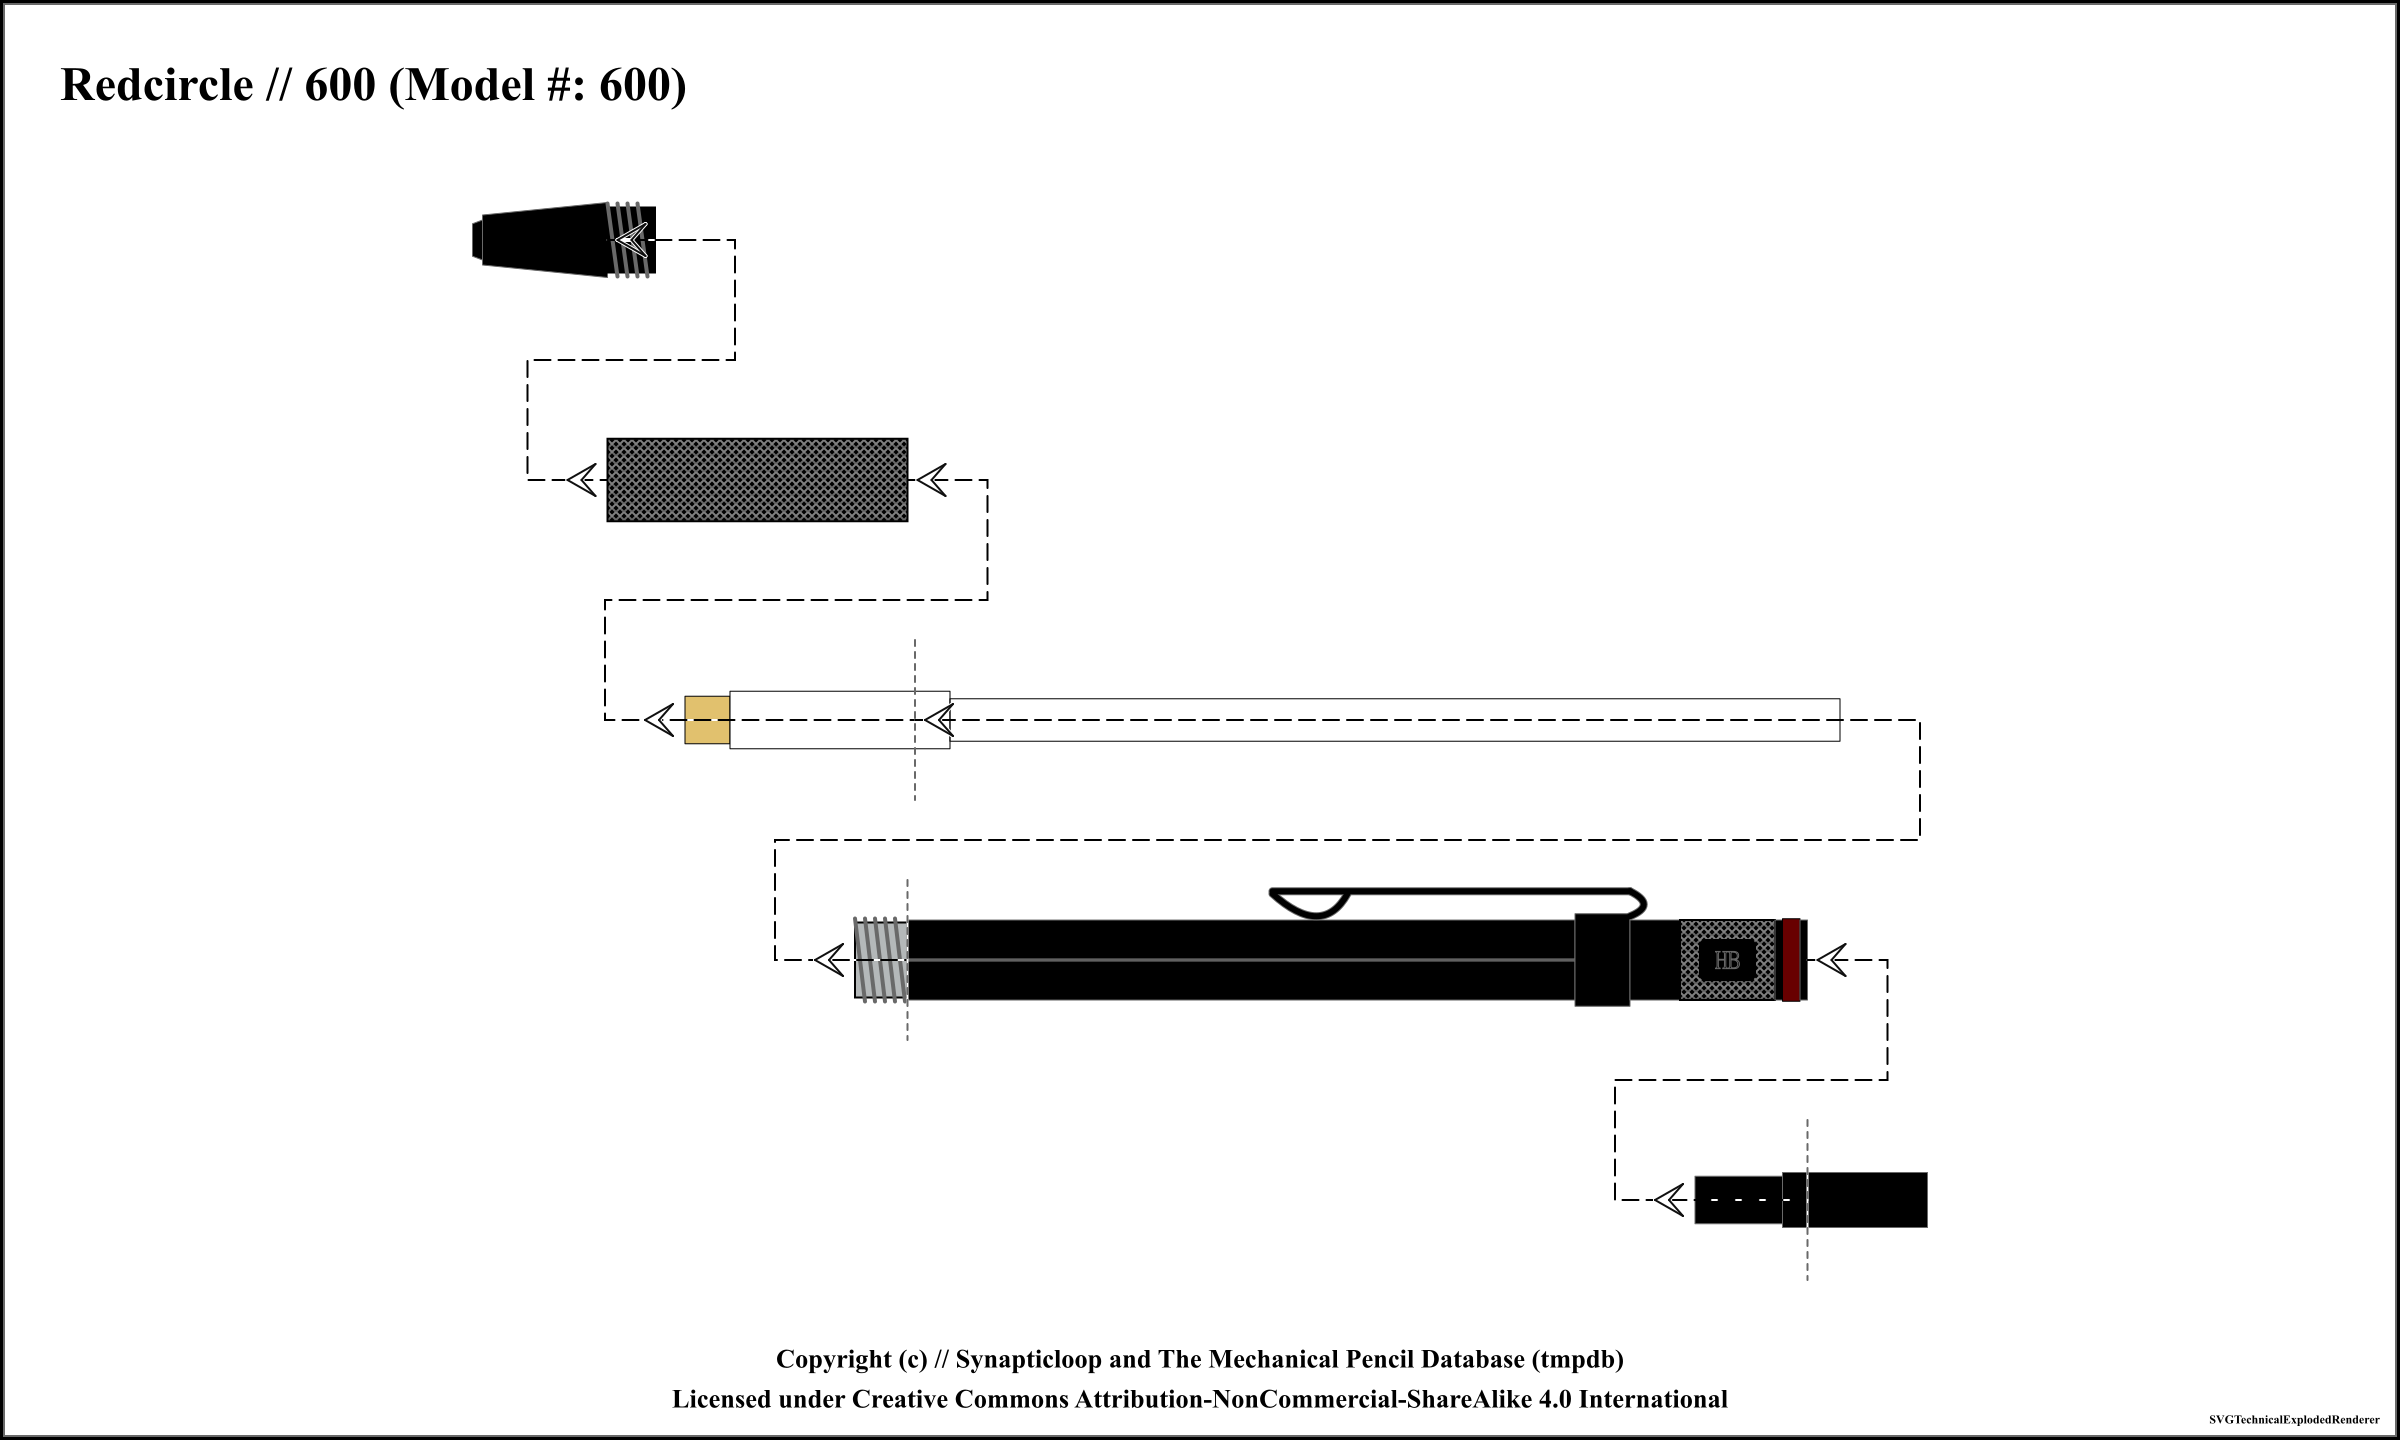 Redcircle // 600 (Model #: 600)
HB
Copyright (c) // Synapticloop and The Mechanical Pencil Database (tmpdb)
Licensed under Creative Commons Attribution-NonCommercial-ShareAlike 4.0 International
SVGTechnicalExplodedRenderer